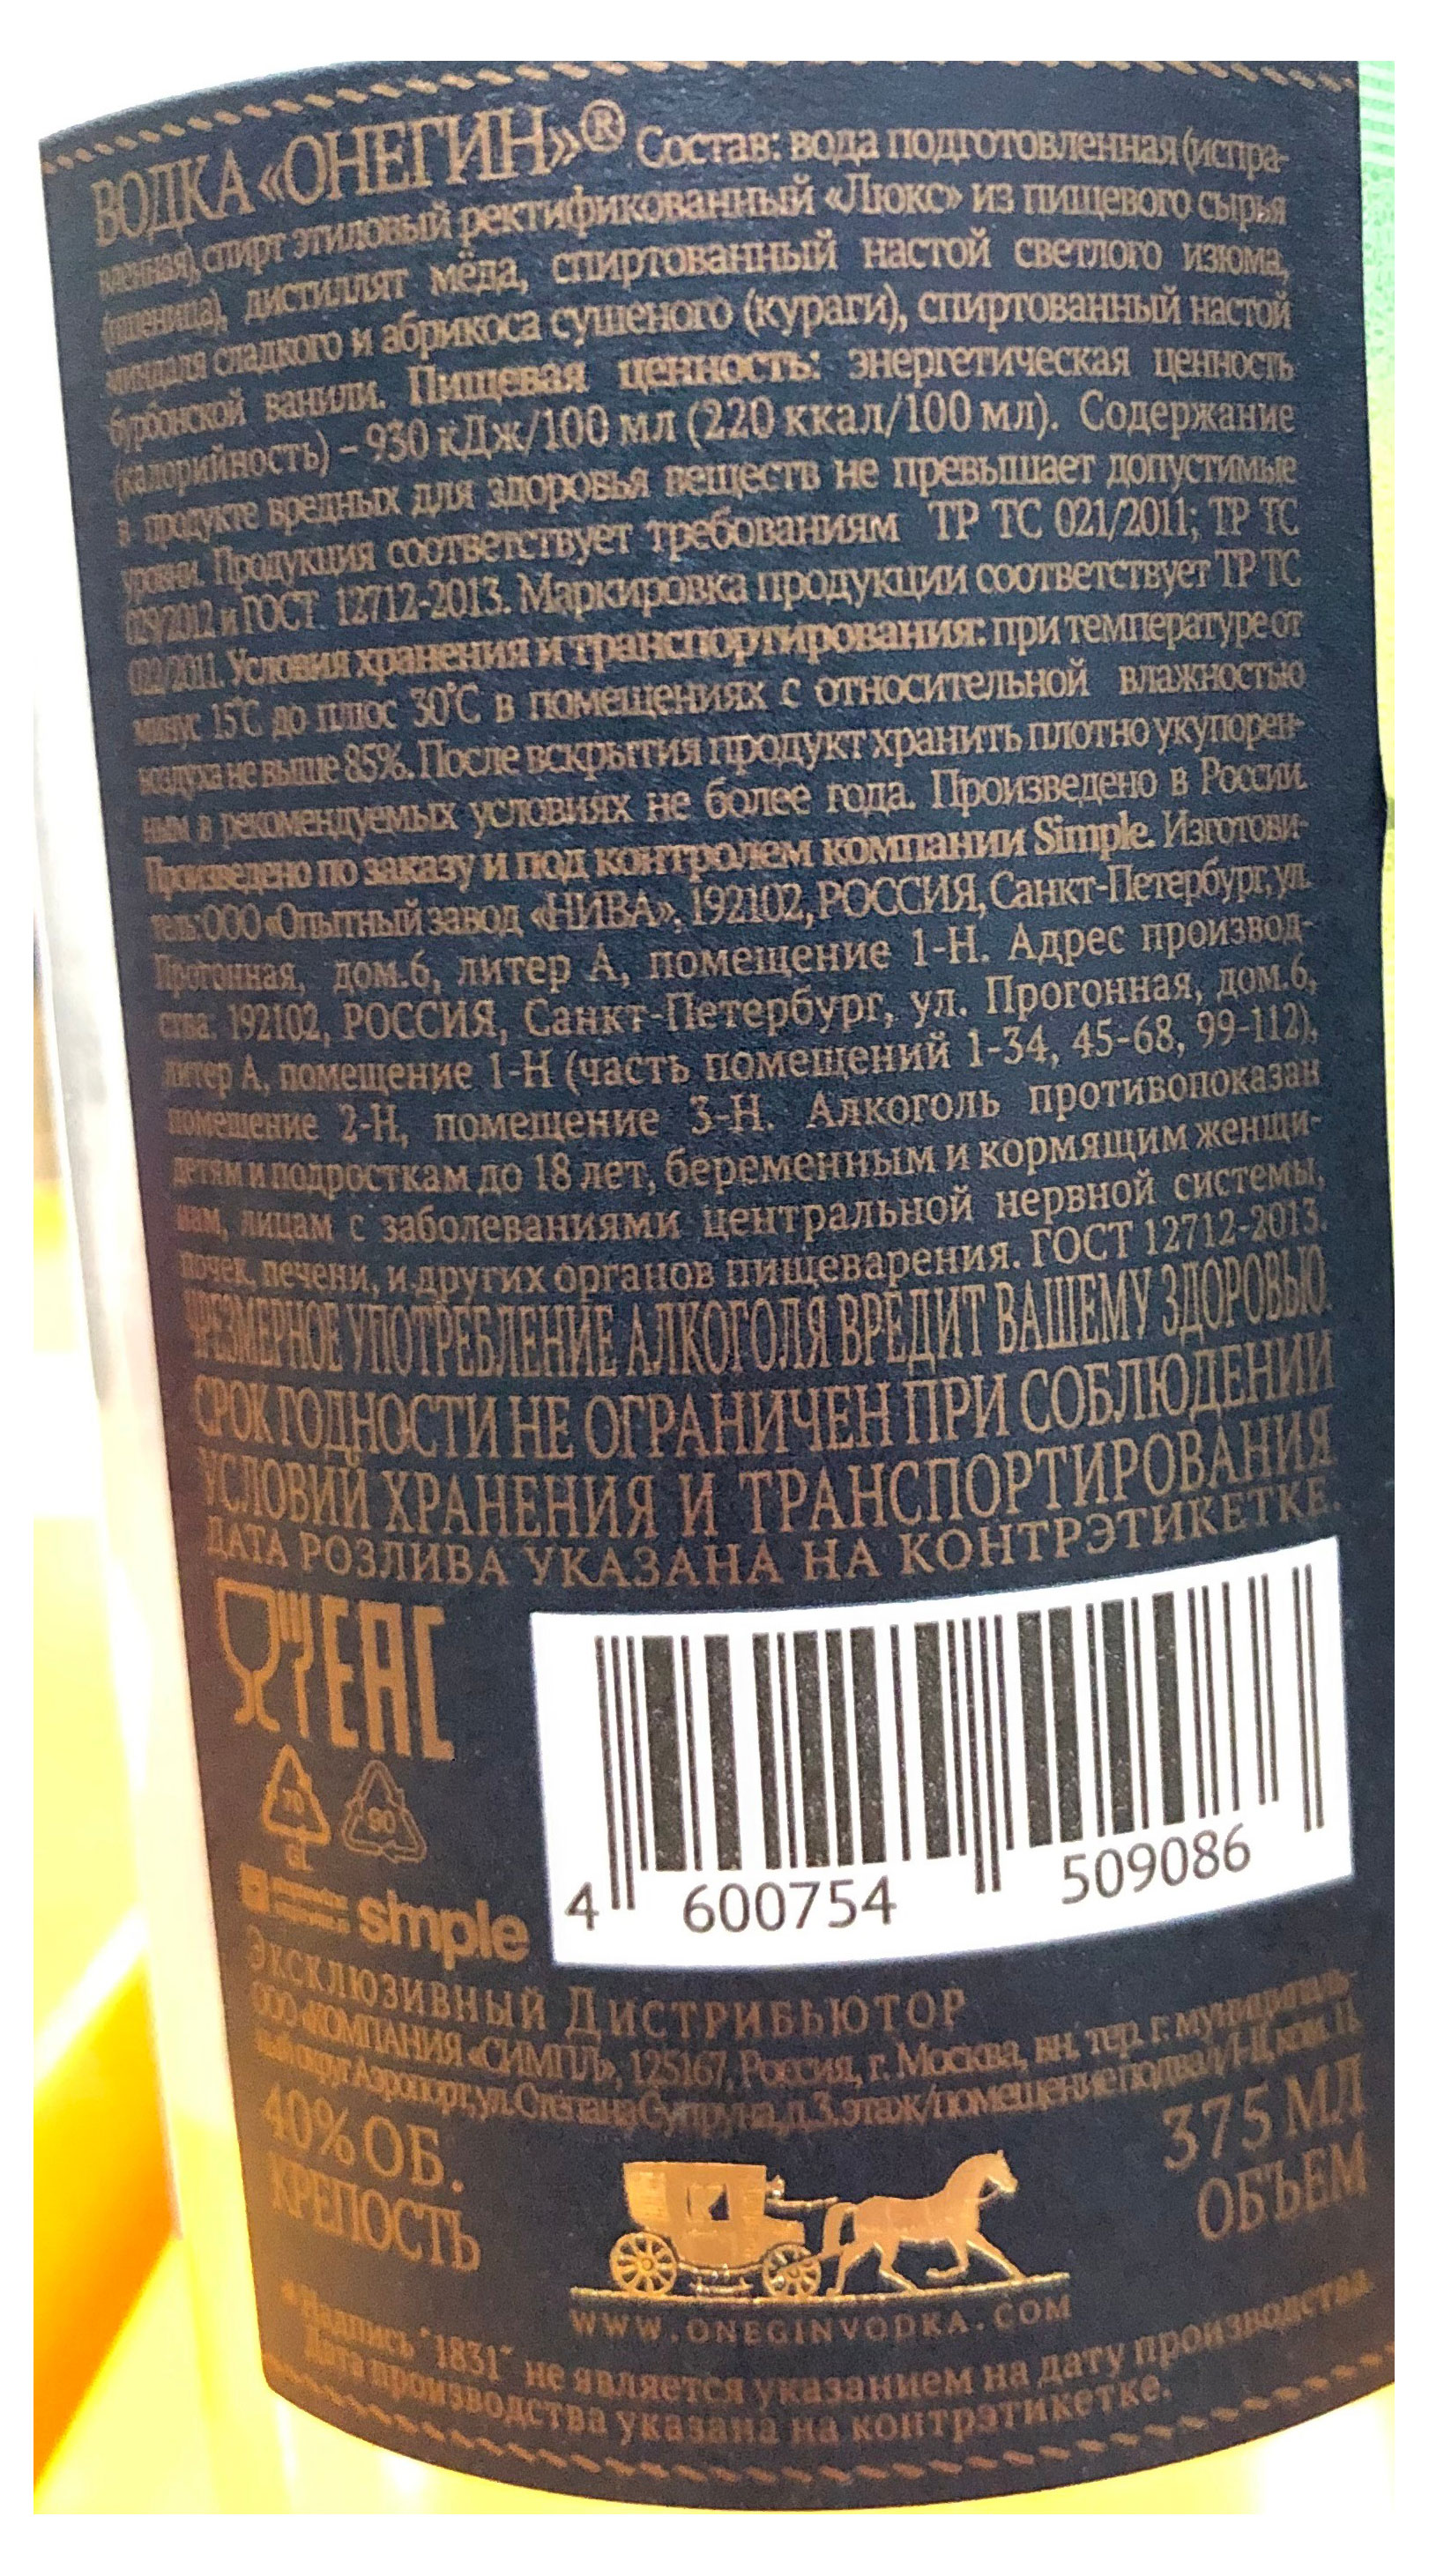 ВОДКА «ОНЕГИН»® Состав: вода подготовленная (исправ-
ленная), спирт этиловый ректификованный «Люкс» из пищевого сырья
(пшеница), дистиллят мёда, спиртованный настой светлого изюма,
миндаля сладкого и абрикоса сушеного (кураги), спиртованный настой
бурбонской ванили. Пищевая ценность: энергетическая ценность
(калорийность) – 930 кДж/100 мл (220 ккал/100 мл). Содержание
в продукте вредных для здоровья веществ не превышает допустимые
уровни. Продукция соответствует требованиям ТР ТС 021/2011; ТР ТС
029/2012 и ГОСТ 12712-2013. Маркировка продукции соответствует ТР ТС
022/2011. Условия хранения и транспортирования: при температуре от
минус 15°С до плюс 30°С в помещениях с относительной влажностью
воздуха не выше 85%. После вскрытия продукт хранить плотно укупорен-
ным в рекомендуемых условиях не более года. Произведено в России.
Произведено по заказу и под контролем компании Simple. Изготови-
тель: ООО «Опытный завод «НИВА», 192102, РОССИЯ, Санкт-Петербург, ул.
Прогонная, дом.6, литер А, помещение 1-Н. Адрес производ-
ства: 192102, РОССИЯ, Санкт-Петербург, ул. Прогонная, дом.6,
литер А, помещение 1-Н (часть помещений 1-34, 45-68, 99-112),
помещение 2-Н, помещение 3-Н. Алкоголь противопоказан
детям и подросткам до 18 лет, беременным и кормящим женщи-
нам, лицам с заболеваниями центральной нервной системы,
почек, печени, и других органов пищеварения. ГОСТ 12712-2013.
ЧРЕЗМЕРНОЕ УПОТРЕБЛЕНИЕ АЛКОГОЛЯ ВРЕДИТ ВАШЕМУ ЗДОРОВЬЮ.
СРОК ГОДНОСТИ НЕ ОГРАНИЧЕН ПРИ СОБЛЮДЕНИИ
УСЛОВИЙ ХРАНЕНИЯ И ТРАНСПОРТИРОВАНИЯ
ДАТА РОЗЛИВА УКАЗАНА НА КОНТРЭТИКЕТКЕ.
EAC
70 90
GL
simple
4 600754 509086
ЭКСКЛЮЗИВНЫЙ ДИСТРИБЬЮТОР
ООО «КОМПАНИЯ «СИМПЛ», 125167, Россия, г. Москва, вн. тер. г. муниципаль-
ный округ Аэропорт, ул. Степана Супруна, д.3, этаж/помещение подвал/I-Ц, ком. 11.
40% ОБ.
КРЕПОСТЬ
375 МЛ
ОБЪЕМ
WWW.ONEGINVODKA.COM
*Надпись "1831" не является указанием на дату производства.
Дата производства указана на контрэтикетке.